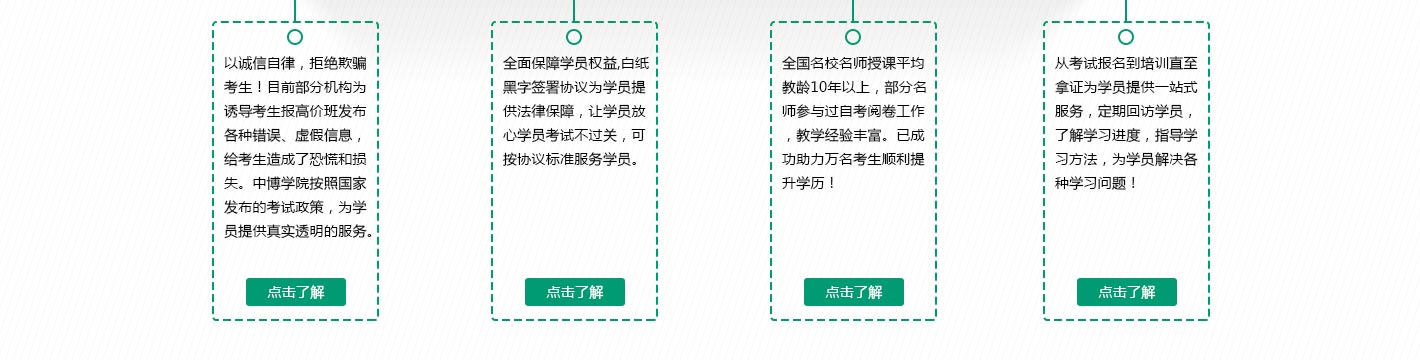 以诚信自律，拒绝欺骗
考生！目前部分机构为
诱导考生报高价班发布
各种错误、虚假信息，
给考生造成了恐慌和损
失。中博学院按照国家
发布的考试政策，为学
员提供真实透明的服务。
点击了解
全面保障学员权益,白纸
黑字签署协议为学员提
供法律保障，让学员放
心学员考试不过关，可
按协议标准服务学员。
点击了解
全国名校名师授课平均
教龄10年以上，部分名
师参与过自考阅卷工作
，教学经验丰富。已成
功助力万名考生顺利提
升学历！
点击了解
从考试报名到培训直至
拿证为学员提供一站式
服务，定期回访学员，
了解学习进度，指导学
习方法，为学员解决各
种学习问题！
点击了解